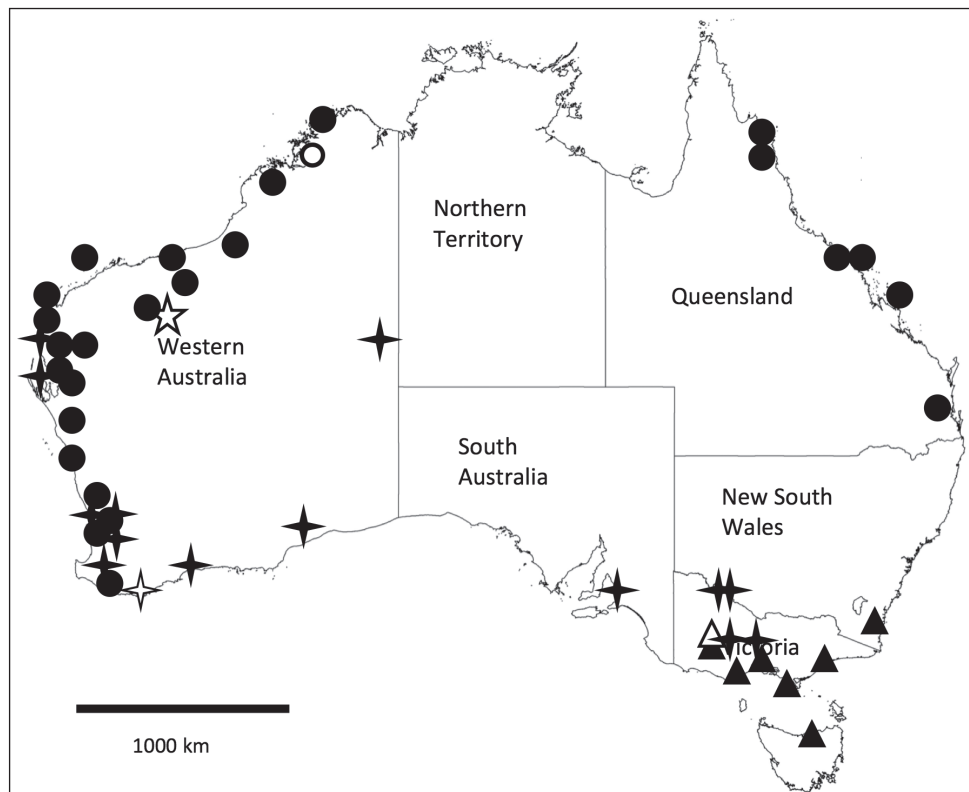 Northern
Territory
Queensland
Western
Australia
South
Australia
New South
Wales
Victoria
1000 km